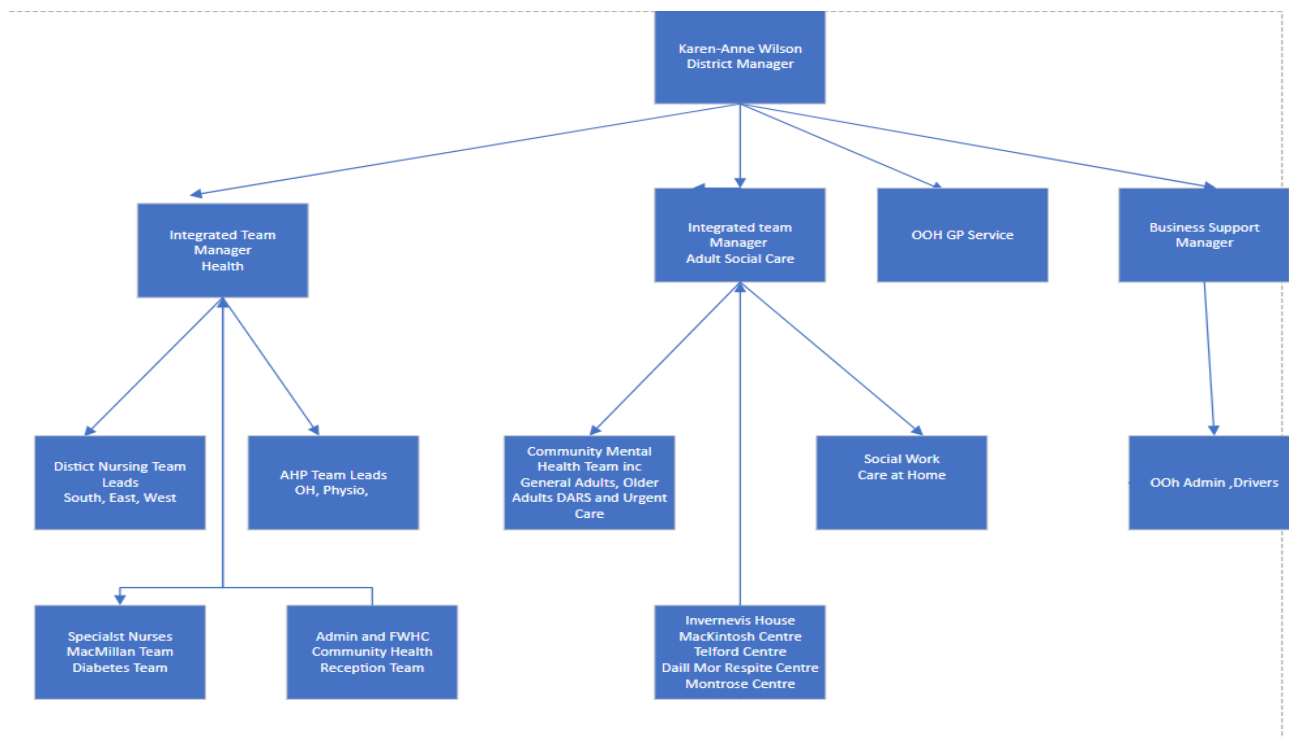 Karen-Anne Wilson
District Manager
Integrated Team
Manager
Health
Integrated team
Manager
Adult Social Care
OOH GP Service
Business Support
Manager
Distict Nursing Team
Leads
South, East, West
AHP Team Leads
OH, Physio,
Community Mental
Health Team inc
General Adults, Older
Adults DARS and Urgent
Care
Social Work
Care at Home
OOh Admin ,Drivers
Specialst Nurses
MacMillan Team
Diabetes Team
Admin and FWHC
Community Health
Reception Team
Invernevis House
MacKintosh Centre
Telford Centre
Daill Mor Respite Centre
Montrose Centre